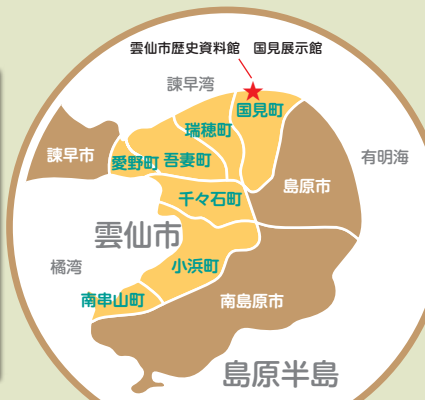 雲仙市歴史資料館　国見展示館
諫早湾
国見町
瑞穂町
諫早市
愛野町
吾妻町
有明海
島原市
千々石町
雲仙市
橘湾
小浜町
南串山町
南島原市
島原半島